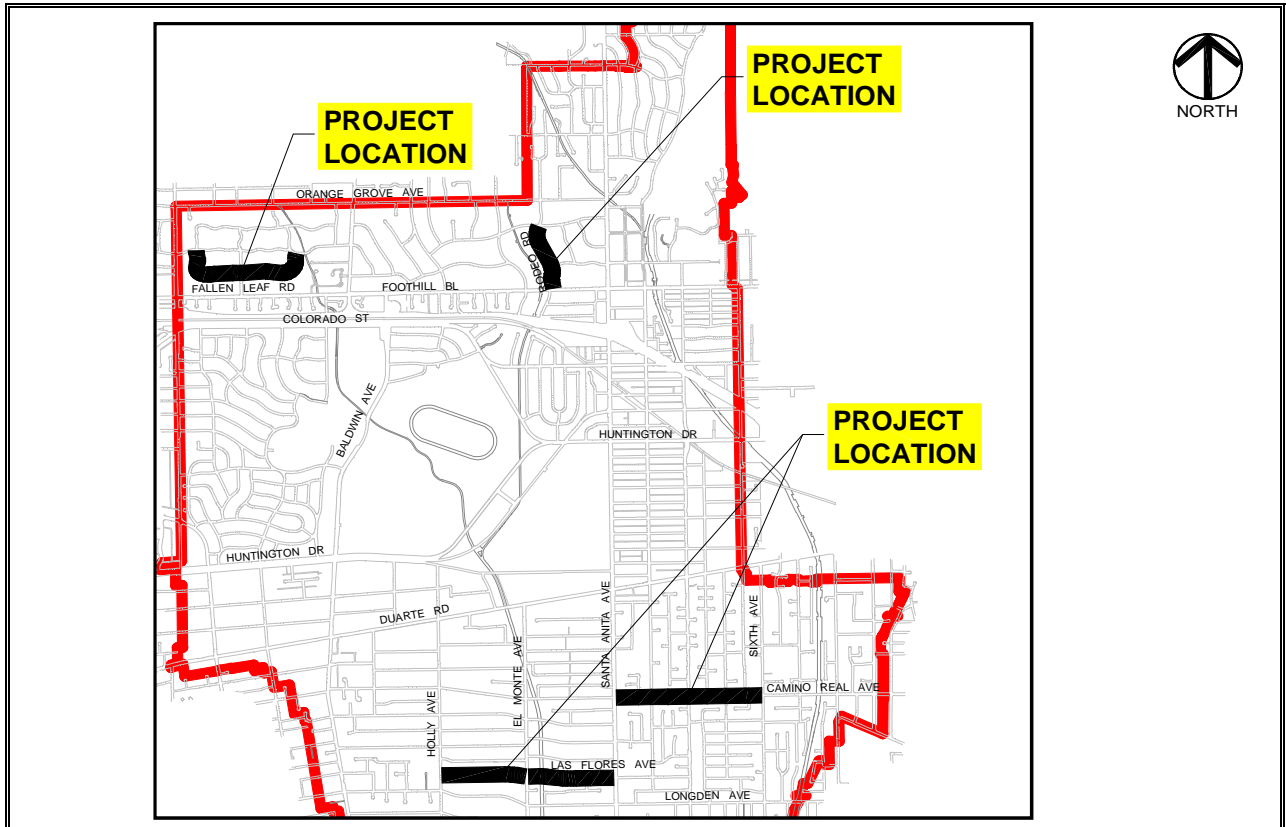 PROJECT
LOCATION
NORTH
PROJECT
LOCATION
ORANGE GROVE AVE
RODEO RD
FALLEN LEAF RD
FOOTHILL BL
COLORADO ST
BALDWIN AVE
PROJECT
LOCATION
HUNTINGTON DR
HUNTINGTON DR
DUARTE RD
SANTA ANITA AVE
SIXTH AVE
EL MONTE AVE
HOLLY AVE
CAMINO REAL AVE
LAS FLORES AVE
LONGDEN AVE